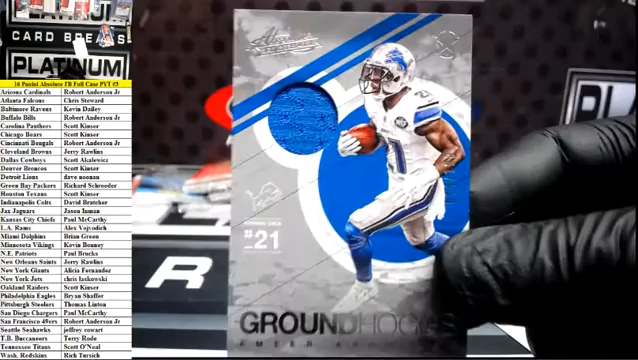 PLATINUM
CARD BREAKS
PLATINUM
16 Panini Absolute FB Full Case PYT #3
Arizona Cardinals Robert Anderson Jr
Atlanta Falcons Chris Steward
Baltimore Ravens Kevin Dailey
Buffalo Bills Robert Anderson Jr
Carolina Panthers Scott Kinser
Chicago Bears Scott Kinser
Cincinnati Bengals Robert Anderson Jr
Cleveland Browns Jerry Rawlins
Dallas Cowboys Scott Akalewicz
Denver Broncos Scott Kinser
Detroit Lions dave noonan
Green Bay Packers Richard Schroeder
Houston Texans Scott Kinser
Indianapolis Colts David Bratcher
Jax Jaguars Jason Inman
Kansas City Chiefs Paul McCarthy
L.A. Rams Alex Vojvodich
Miami Dolphins Brian Green
Minnesota Vikings Kevin Bonney
N.E. Patriots Paul Brucks
New Orleans Saints Jerry Rawlins
New York Giants Alicia Fernandez
New York Jets chris laskowski
Oakland Raiders Scott Kinser
Philadelphia Eagles Bryan Shaffer
Pittsburgh Steelers Thomas Linton
San Diego Chargers Paul McCarthy
San Francisco 49ers Robert Anderson Jr
Seattle Seahawks jeffrey cowart
T.B. Buccaneers Terry Rode
Tennessee Titans Scott O'Neal
Wash. Redskins Rich Tursich
Absolute
#21
21
GROUNDHOG
AMEER
R
PLATI